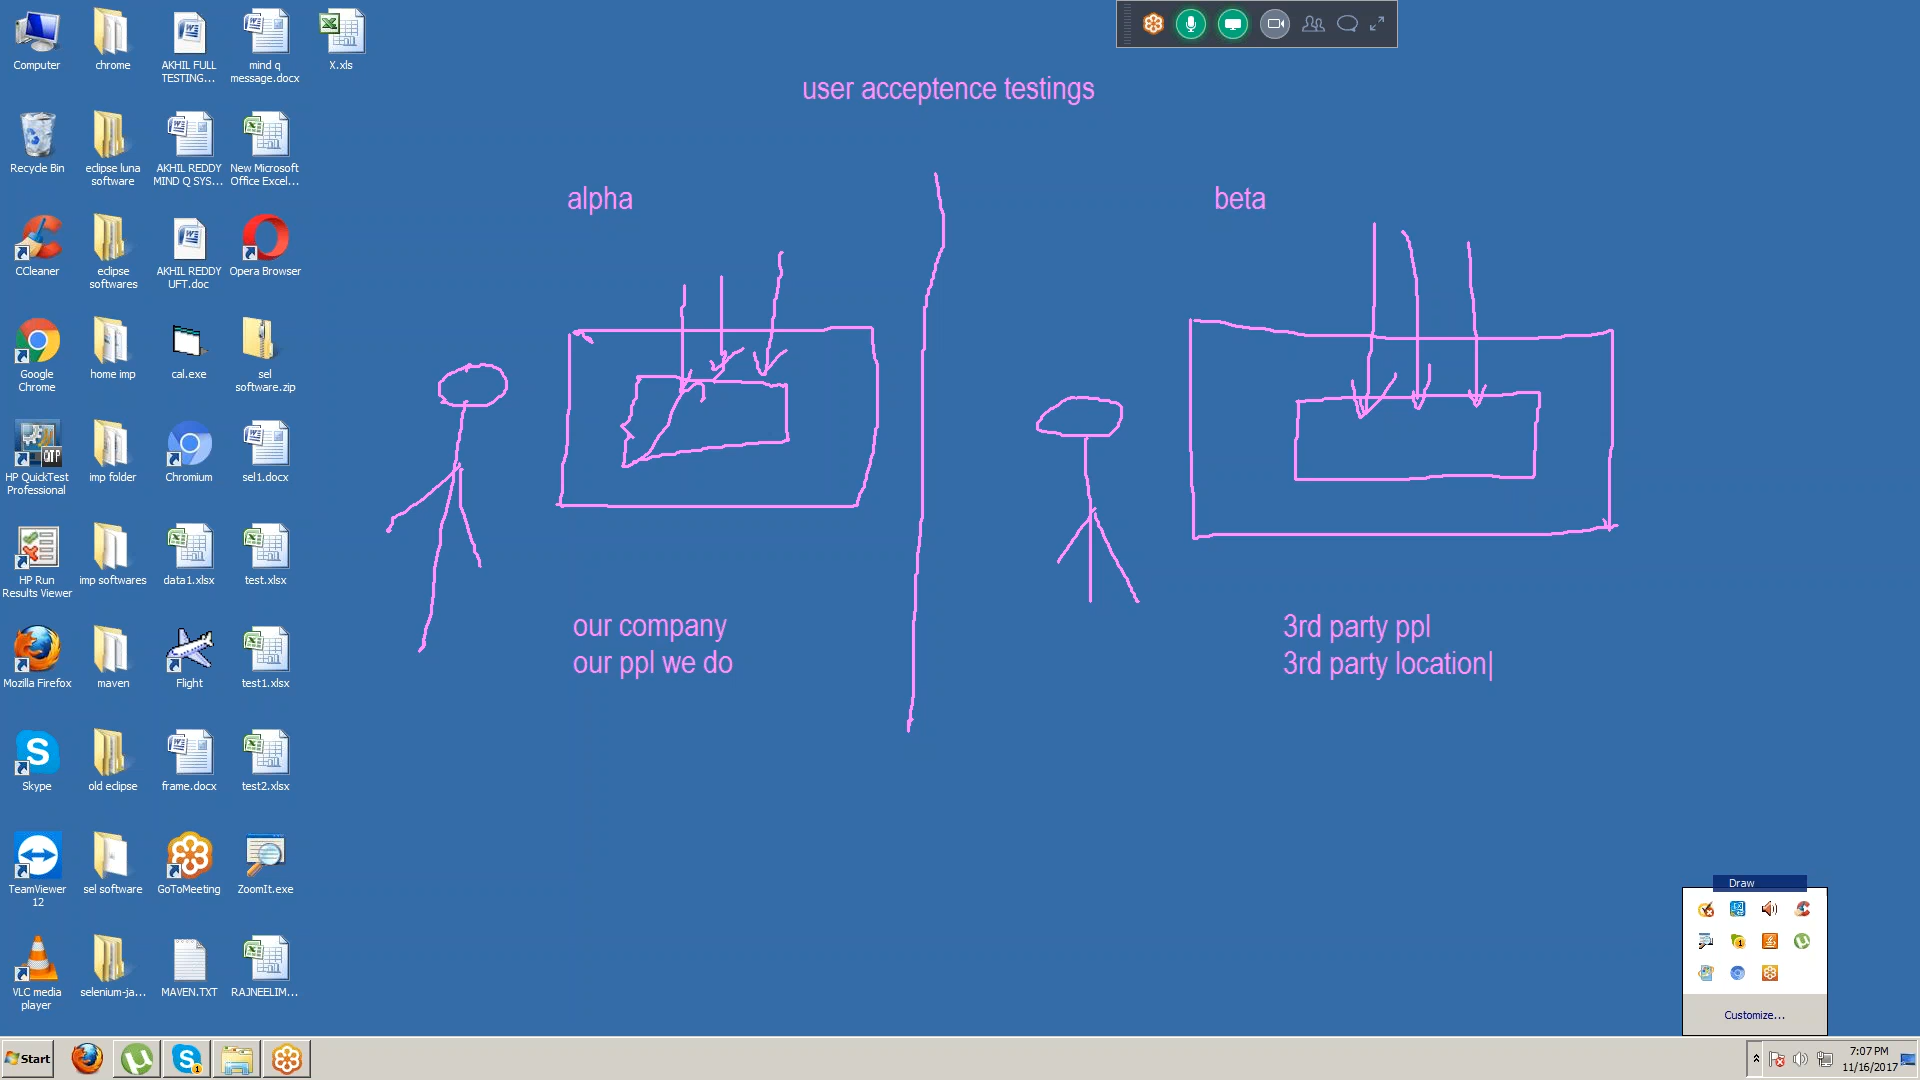 Computer
chrome
AKHIL FULL
TESTING...
mind q
message.docx
X.xls
user acceptence testings
Recycle Bin
eclipse luna
software
AKHIL REDDY
MIND Q SYS...
New Microsoft
Office Excel...
alpha
beta
CCleaner
eclipse
softwares
AKHIL REDDY
UFT.doc
Opera Browser
Google
Chrome
home imp
cal.exe
sel
software.zip
HP QuickTest
Professional
QTP
imp folder
Chromium
sel1.docx
HP Run
Results Viewer
imp softwares
data1.xlsx
test.xlsx
our company
our ppl we do
3rd party ppl
3rd party location
Mozilla Firefox
maven
Flight
test1.xlsx
Skype
old eclipse
frame.docx
test2.xlsx
TeamViewer
12
sel software
GoToMeeting
ZoomIt.exe
Draw
VLC media
player
selenium-ja...
MAVEN.TXT
RAJNEELIM...
Customize...
Start
7:07 PM
11/16/2017